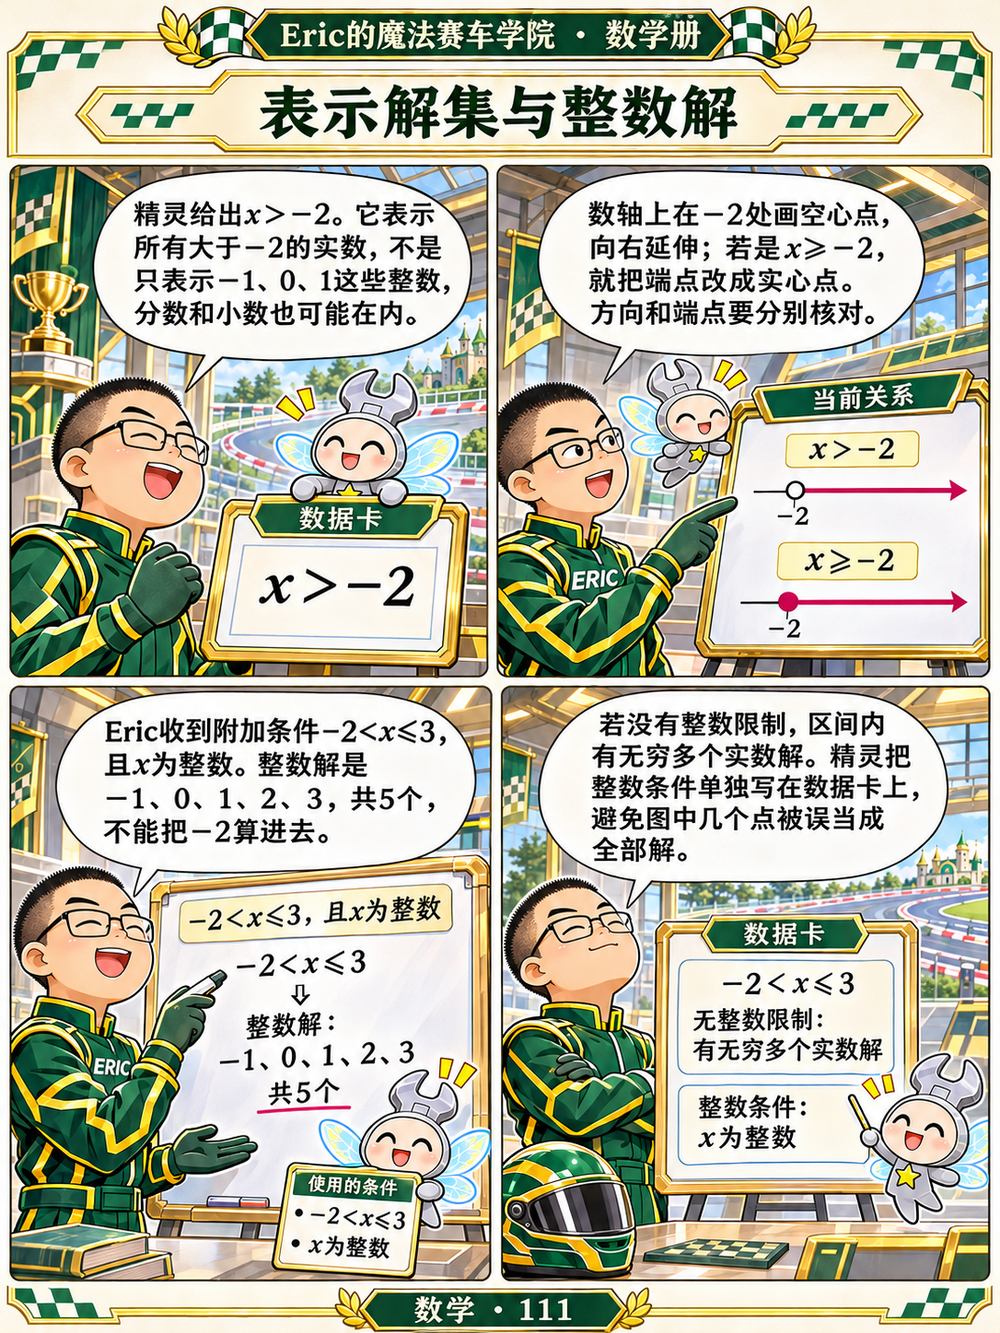 Eric的魔法赛车学院 · 数学册
表示解集与整数解
精灵给出x＞－2。它表示
所有大于－2的实数，不是
只表示－1、0、1这些整数，
分数和小数也可能在内。
数据卡
x＞－2
数轴上在－2处画空心点，
向右延伸；若是x⩾－2，
就把端点改成实心点。
方向和端点要分别核对。
当前关系
x＞－2
－2
x⩾－2
－2
ERIC
Eric收到附加条件－2<x⩽3，
且x为整数。整数解是
－1、0、1、2、3，共5个，
不能把－2算进去。
－2<x⩽3，且x为整数
－2<x⩽3
⇩
整数解：
－1、0、1、2、3
共5个
ERIC
使用的条件
• －2<x⩽3
• x为整数
若没有整数限制，区间内
有无穷多个实数解。精灵把
整数条件单独写在数据卡上，
避免图中几个点被误当成
全部解。
数据卡
－2<x⩽3
无整数限制：
有无穷多个实数解
整数条件：
x为整数
数学 · 111